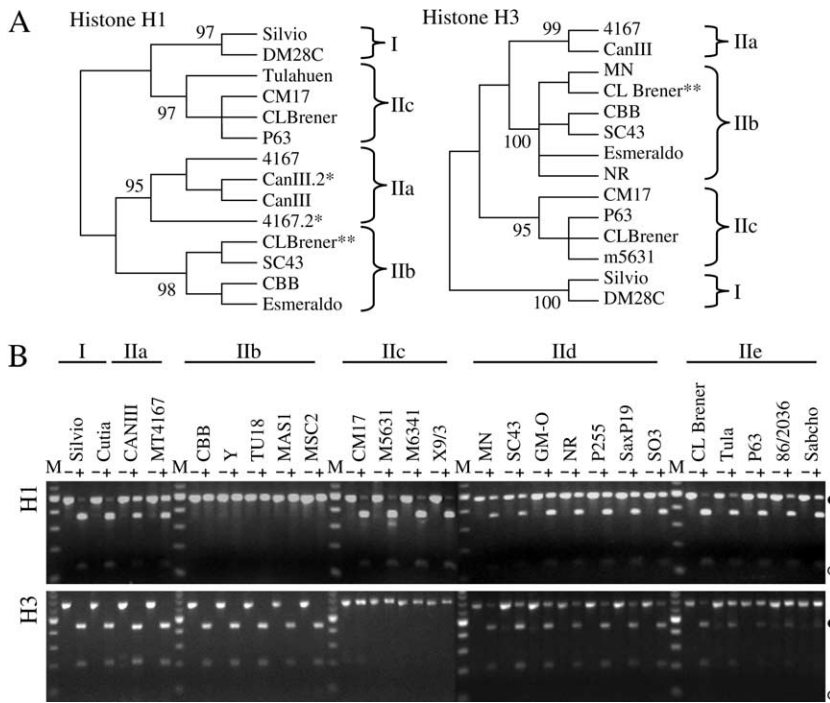 A
Histone H1
97
Silvio
DM28C
I
Tulahuen
CM17
CLBrener
P63
97
IIc
4167
CanIII.2*
CanIII
4167.2*
95
IIa
CLBrener**
SC43
CBB
Esmeraldo
98
IIb
Histone H3
99
4167
CanIII
IIa
MN
CL Brener**
CBB
SC43
Esmeraldo
NR
100
IIb
CM17
P63
CLBrener
m5631
95
IIc
Silvio
DM28C
100
I
B
I IIa IIb IIc IId IIe
M Silvio Cutia CANIII MT4167 M CBB Y TU18 MAS1 MSC2 M CM17 M5631 M6341 X9/3 M MN SC43 GM-O NR P255 SaxP19 SO3 M CL Brener Tula P63 86/2036 Sabcho
−+ −+ −+ −+ −+ −+ −+ −+ −+ −+ −+ −+ −+ −+ −+ −+ −+ −+ −+ −+ −+ −+ −+ −+ −+
H1
H3